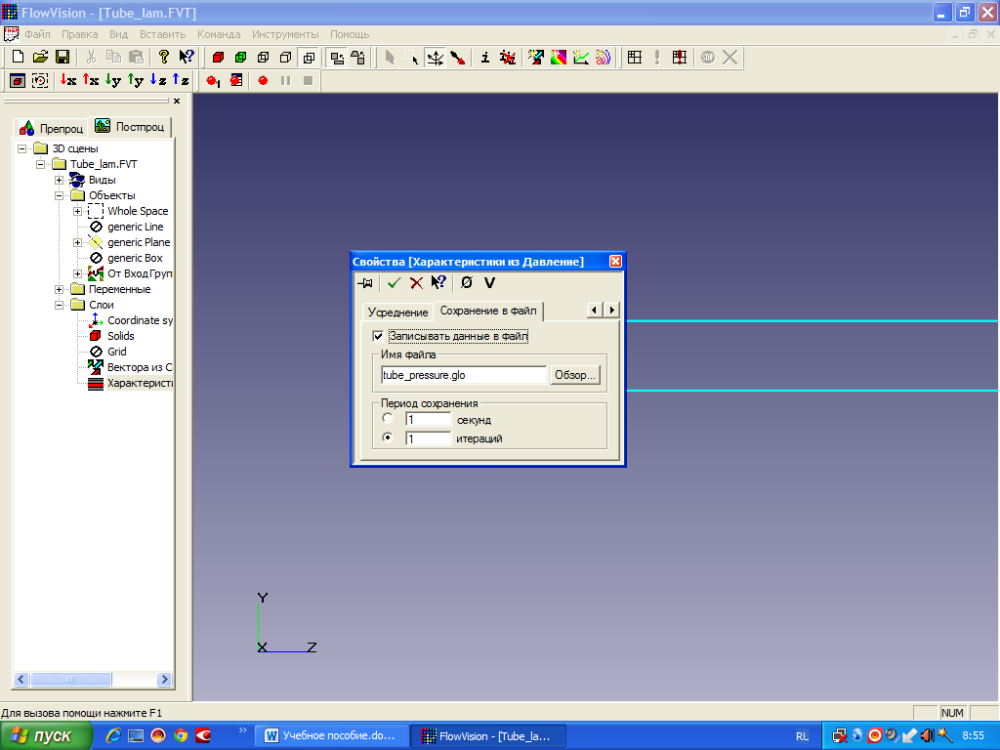 FlowVision - [Tube_lam.FVT]
Файл Правка Вид Вставить Команда Инструменты Помощь
Препроц Постпроц
3D сцены
Tube_lam.FVT
Виды
Объекты
Whole Space
generic Line
generic Plane
generic Box
От ВходГруп
Переменные
Слои
Coordinate sy
Solids
Grid
Вектора из С
Характеристи
Свойства [Характеристики из Давление]
Усреднение Сохранение в файл
Записывать данные в файл
Имя файла
tube_pressure.glo Обзор...
Период сохранения
1 секунд
1 итераций
Y
X Z
Для вызова помощи нажмите F1 NUM
пуск Учебное пособие.do... FlowVision - [Tube_la... RL 8:55